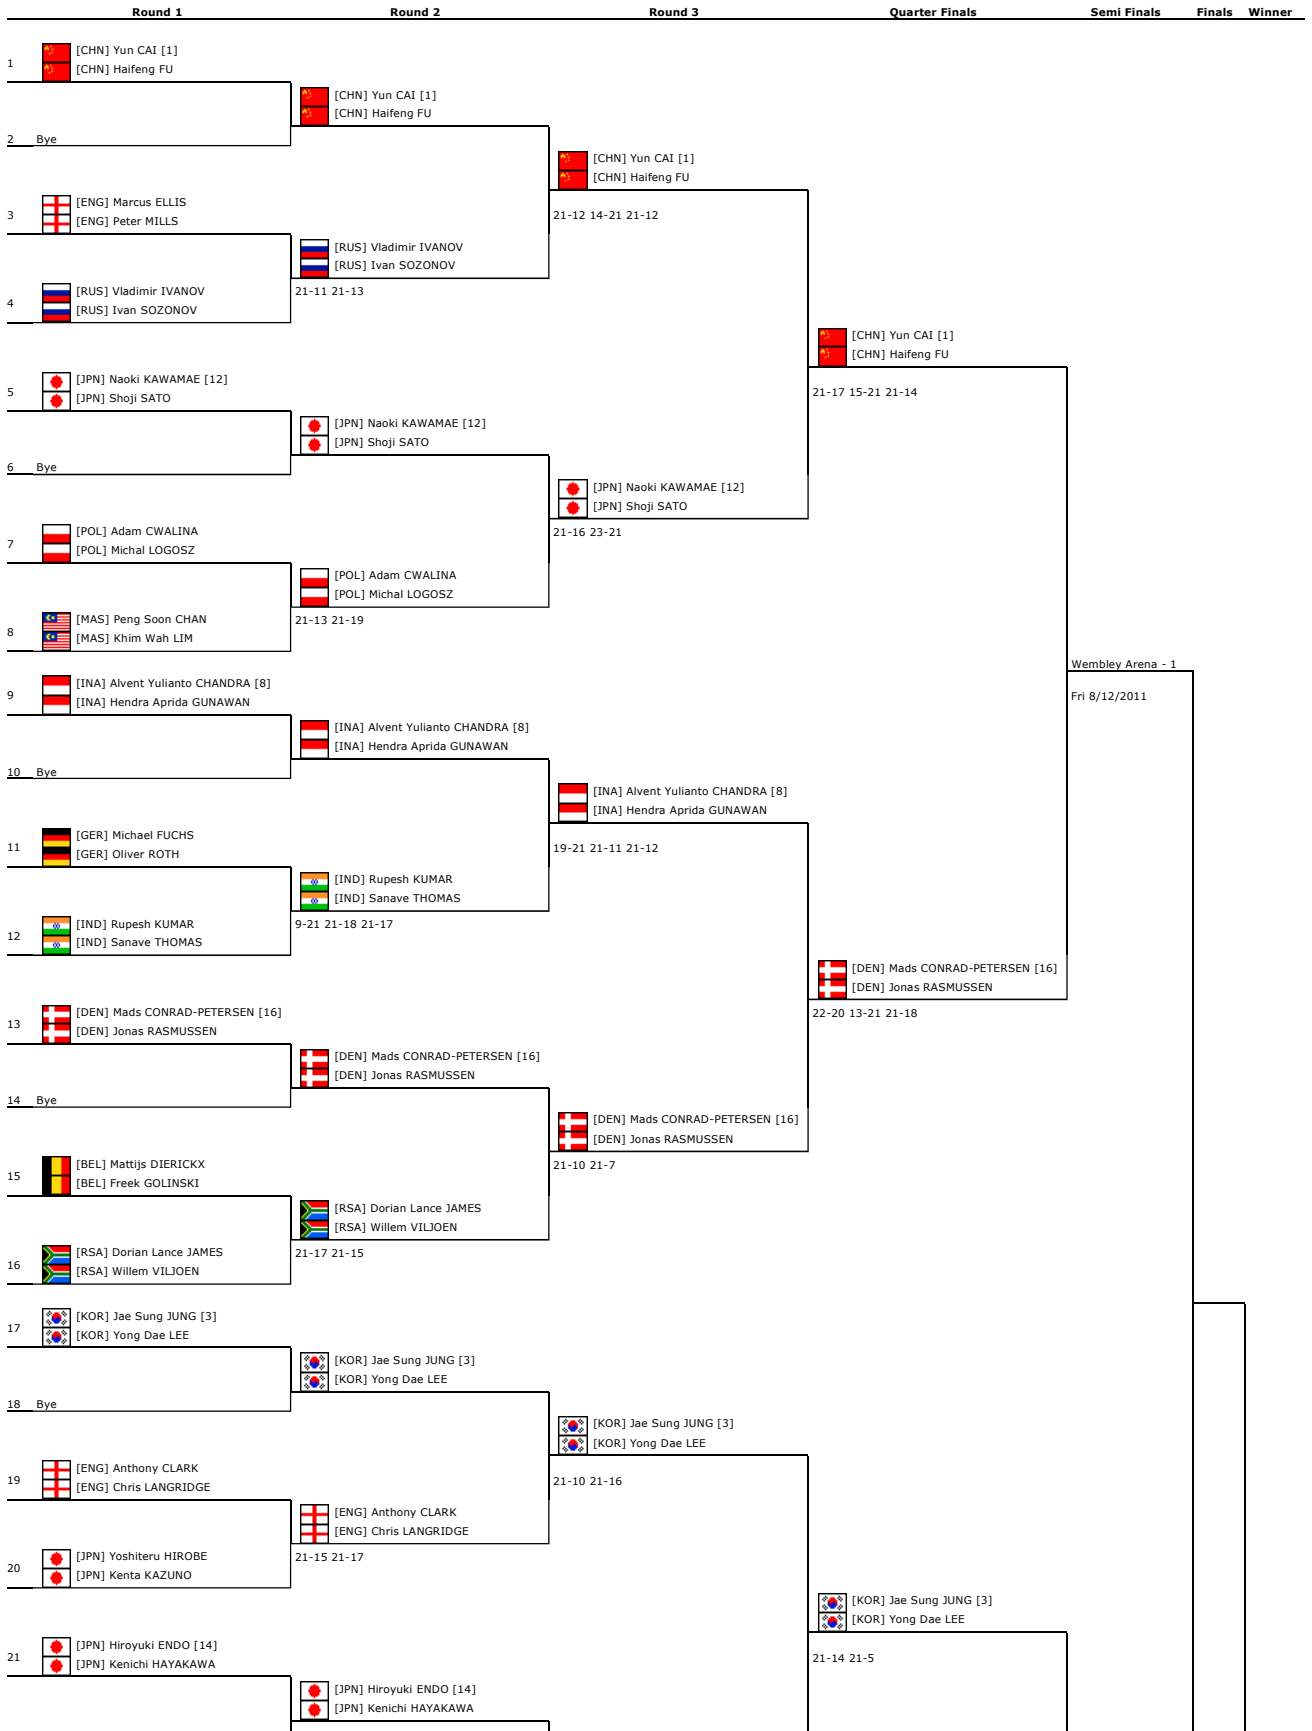 Round 1 Round 2 Round 3 Quarter Finals Semi Finals Finals Winner
1
[CHN] Yun CAI [1]
[CHN] Haifeng FU
[CHN] Yun CAI [1]
[CHN] Haifeng FU
2 Bye
[CHN] Yun CAI [1]
[CHN] Haifeng FU
3
[ENG] Marcus ELLIS
[ENG] Peter MILLS
21-12 14-21 21-12
[RUS] Vladimir IVANOV
[RUS] Ivan SOZONOV
4
[RUS] Vladimir IVANOV
[RUS] Ivan SOZONOV
21-11 21-13
[CHN] Yun CAI [1]
[CHN] Haifeng FU
5
[JPN] Naoki KAWAMAE [12]
[JPN] Shoji SATO
21-17 15-21 21-14
[JPN] Naoki KAWAMAE [12]
[JPN] Shoji SATO
6 Bye
[JPN] Naoki KAWAMAE [12]
[JPN] Shoji SATO
7
[POL] Adam CWALINA
[POL] Michal LOGOSZ
21-16 23-21
[POL] Adam CWALINA
[POL] Michal LOGOSZ
8
[MAS] Peng Soon CHAN
[MAS] Khim Wah LIM
21-13 21-19
Wembley Arena - 1
Fri 8/12/2011
9
[INA] Alvent Yulianto CHANDRA [8]
[INA] Hendra Aprida GUNAWAN
[INA] Alvent Yulianto CHANDRA [8]
[INA] Hendra Aprida GUNAWAN
10 Bye
[INA] Alvent Yulianto CHANDRA [8]
[INA] Hendra Aprida GUNAWAN
11
[GER] Michael FUCHS
[GER] Oliver ROTH
19-21 21-11 21-12
[IND] Rupesh KUMAR
[IND] Sanave THOMAS
12
[IND] Rupesh KUMAR
[IND] Sanave THOMAS
9-21 21-18 21-17
[DEN] Mads CONRAD-PETERSEN [16]
[DEN] Jonas RASMUSSEN
13
[DEN] Mads CONRAD-PETERSEN [16]
[DEN] Jonas RASMUSSEN
22-20 13-21 21-18
[DEN] Mads CONRAD-PETERSEN [16]
[DEN] Jonas RASMUSSEN
14 Bye
[DEN] Mads CONRAD-PETERSEN [16]
[DEN] Jonas RASMUSSEN
15
[BEL] Mattijs DIERICKX
[BEL] Freek GOLINSKI
21-10 21-7
[RSA] Dorian Lance JAMES
[RSA] Willem VILJOEN
16
[RSA] Dorian Lance JAMES
[RSA] Willem VILJOEN
21-17 21-15
17
[KOR] Jae Sung JUNG [3]
[KOR] Yong Dae LEE
[KOR] Jae Sung JUNG [3]
[KOR] Yong Dae LEE
18 Bye
[KOR] Jae Sung JUNG [3]
[KOR] Yong Dae LEE
19
[ENG] Anthony CLARK
[ENG] Chris LANGRIDGE
21-10 21-16
[ENG] Anthony CLARK
[ENG] Chris LANGRIDGE
20
[JPN] Yoshiteru HIROBE
[JPN] Kenta KAZUNO
21-15 21-17
[KOR] Jae Sung JUNG [3]
[KOR] Yong Dae LEE
21
[JPN] Hiroyuki ENDO [14]
[JPN] Kenichi HAYAKAWA
21-14 21-5
[JPN] Hiroyuki ENDO [14]
[JPN] Kenichi HAYAKAWA